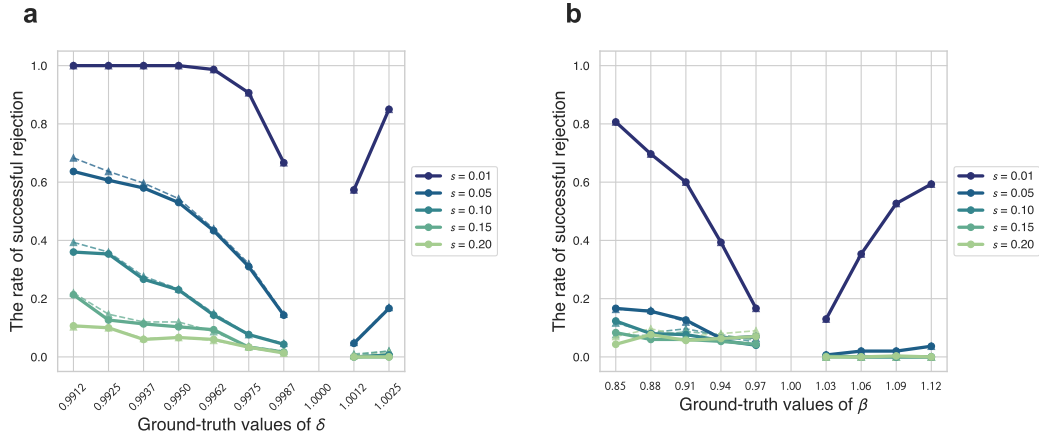 a
The rate of successful rejection
1.0
0.8
0.6
0.4
0.2
0.0
0.9912
0.9925
0.9937
0.9950
0.9962
0.9975
0.9987
1.0000
1.0012
1.0025
Ground-truth values of δ
s = 0.01
s = 0.05
s = 0.10
s = 0.15
s = 0.20
b
The rate of successful rejection
1.0
0.8
0.6
0.4
0.2
0.0
0.85
0.88
0.91
0.94
0.97
1.00
1.03
1.06
1.09
1.12
Ground-truth values of β
s = 0.01
s = 0.05
s = 0.10
s = 0.15
s = 0.20